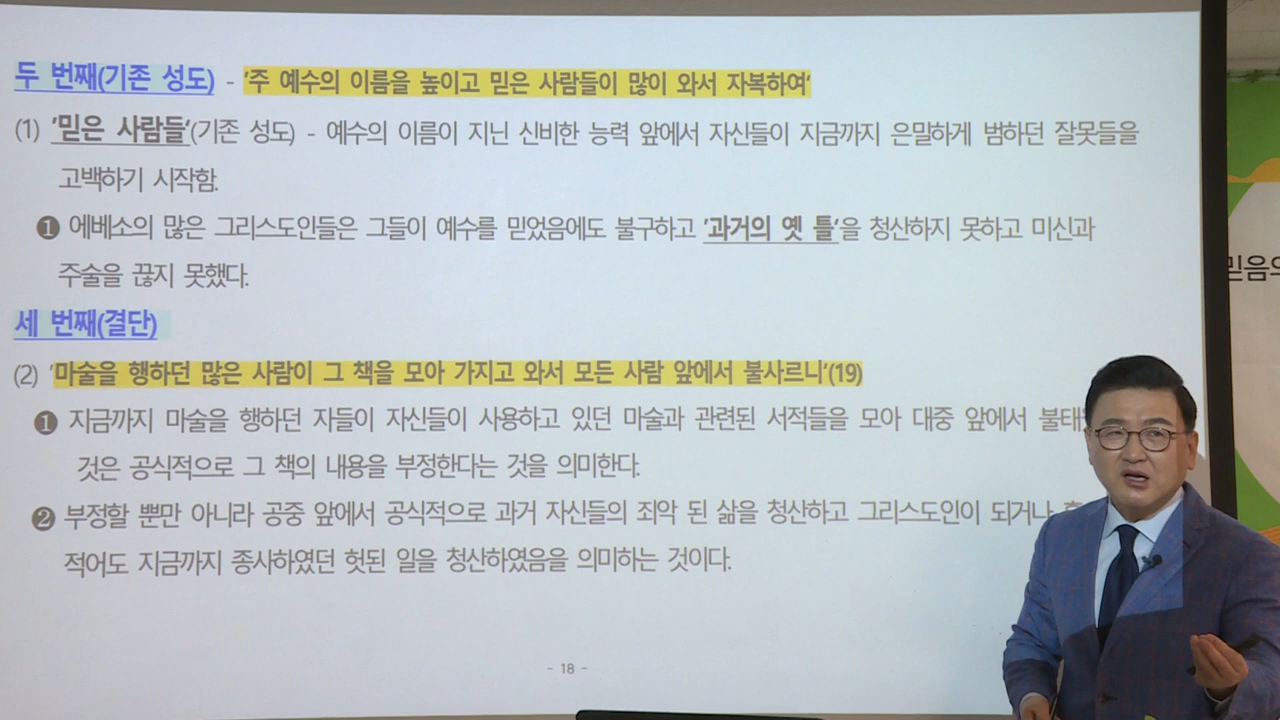 두 번째(기존 성도) - '주 예수의 이름을 높이고 믿은 사람들이 많이 와서 자복하여'
(1) '믿은 사람들'(기존 성도) - 예수의 이름이 지닌 신비한 능력 앞에서 자신들이 지금까지 은밀하게 범하던 잘못들을
고백하기 시작함.
❶ 에베소의 많은 그리스도인들은 그들이 예수를 믿었음에도 불구하고 '과거의 옛 틀'을 청산하지 못하고 미신과
주술을 끊지 못했다.
세 번째(결단)
(2) '마술을 행하던 많은 사람이 그 책을 모아 가지고 와서 모든 사람 앞에서 불사르니'(19)
❶ 지금까지 마술을 행하던 자들이 자신들이 사용하고 있던 마술과 관련된 서적들을 모아 대중 앞에서
것은 공식적으로 그 책의 내용을 부정한다는 것을 의미한다.
❷ 부정할 뿐만 아니라 공중 앞에서 공식적으로 과거 자신들의 죄악 된 삶을 청산하고 그리스도인이 되거나
적어도 지금까지 종사하였던 헛된 일을 청산하였음을 의미하는 것이다.
- 18 -